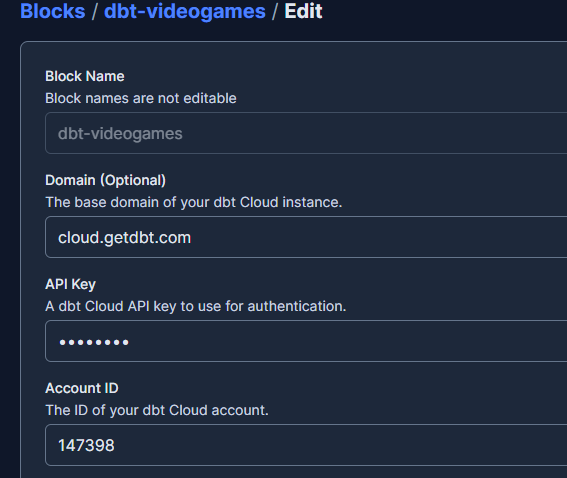 Blocks / dbt-videogames / Edit
Block Name
Block names are not editable
dbt-videogames
Domain (Optional)
The base domain of your dbt Cloud instance.
cloud.getdbt.com
API Key
A dbt Cloud API key to use for authentication.
••••••••
Account ID
The ID of your dbt Cloud account.
147398